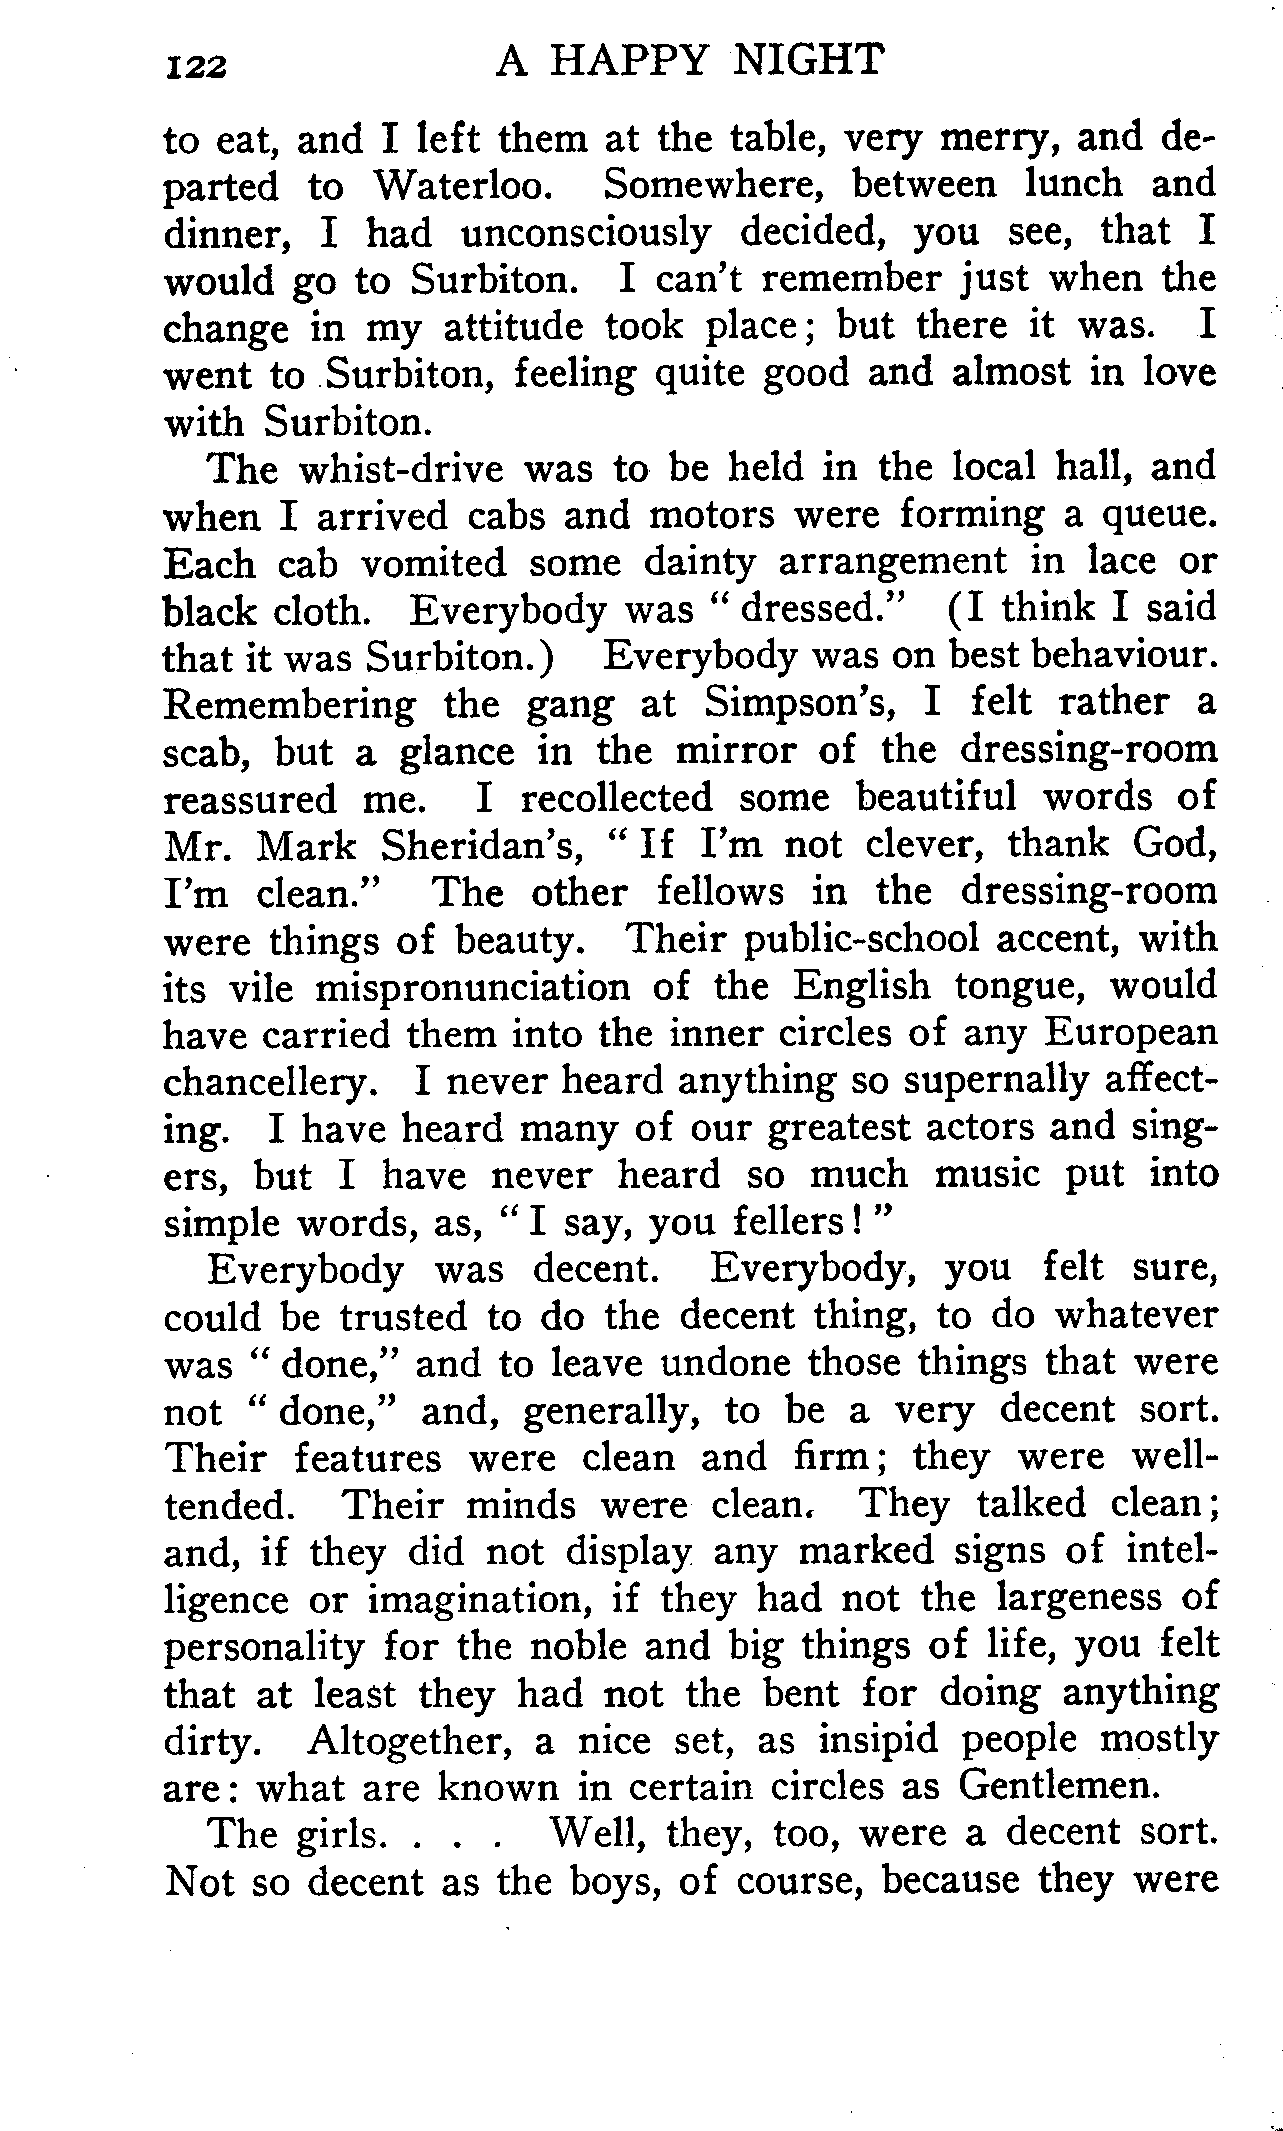 122 A HAPPY NIGHT
to eat, and I left them at the table, very merry, and de-
parted to Waterloo. Somewhere, between lunch and
dinner, I had unconsciously decided, you see, that I
would go to Surbiton. I can't remember just when the
change in my attitude took place; but there it was. I
went to Surbiton, feeling quite good and almost in love
with Surbiton.
The whist-drive was to be held in the local hall, and
when I arrived cabs and motors were forming a queue.
Each cab vomited some dainty arrangement in lace or
black cloth. Everybody was "dressed." (I think I said
that it was Surbiton.) Everybody was on best behaviour.
Remembering the gang at Simpson's, I felt rather a
scab, but a glance in the mirror of the dressing-room
reassured me. I recollected some beautiful words of
Mr. Mark Sheridan's, "If I'm not clever, thank God,
I'm clean." The other fellows in the dressing-room
were things of beauty. Their public-school accent, with
its vile mispronunciation of the English tongue, would
have carried them into the inner circles of any European
chancellery. I never heard anything so supernally affect-
ing. I have heard many of our greatest actors and sing-
ers, but I have never heard so much music put into
simple words, as, "I say, you fellers!"
Everybody was decent. Everybody, you felt sure,
could be trusted to do the decent thing, to do whatever
was "done," and to leave undone those things that were
not "done," and, generally, to be a very decent sort.
Their features were clean and firm; they were well-
tended. Their minds were clean. They talked clean;
and, if they did not display any marked signs of intel-
ligence or imagination, if they had not the largeness of
personality for the noble and big things of life, you felt
that at least they had not the bent for doing anything
dirty. Altogether, a nice set, as insipid people mostly
are: what are known in certain circles as Gentlemen.
The girls. . . . Well, they, too, were a decent sort.
Not so decent as the boys, of course, because they were